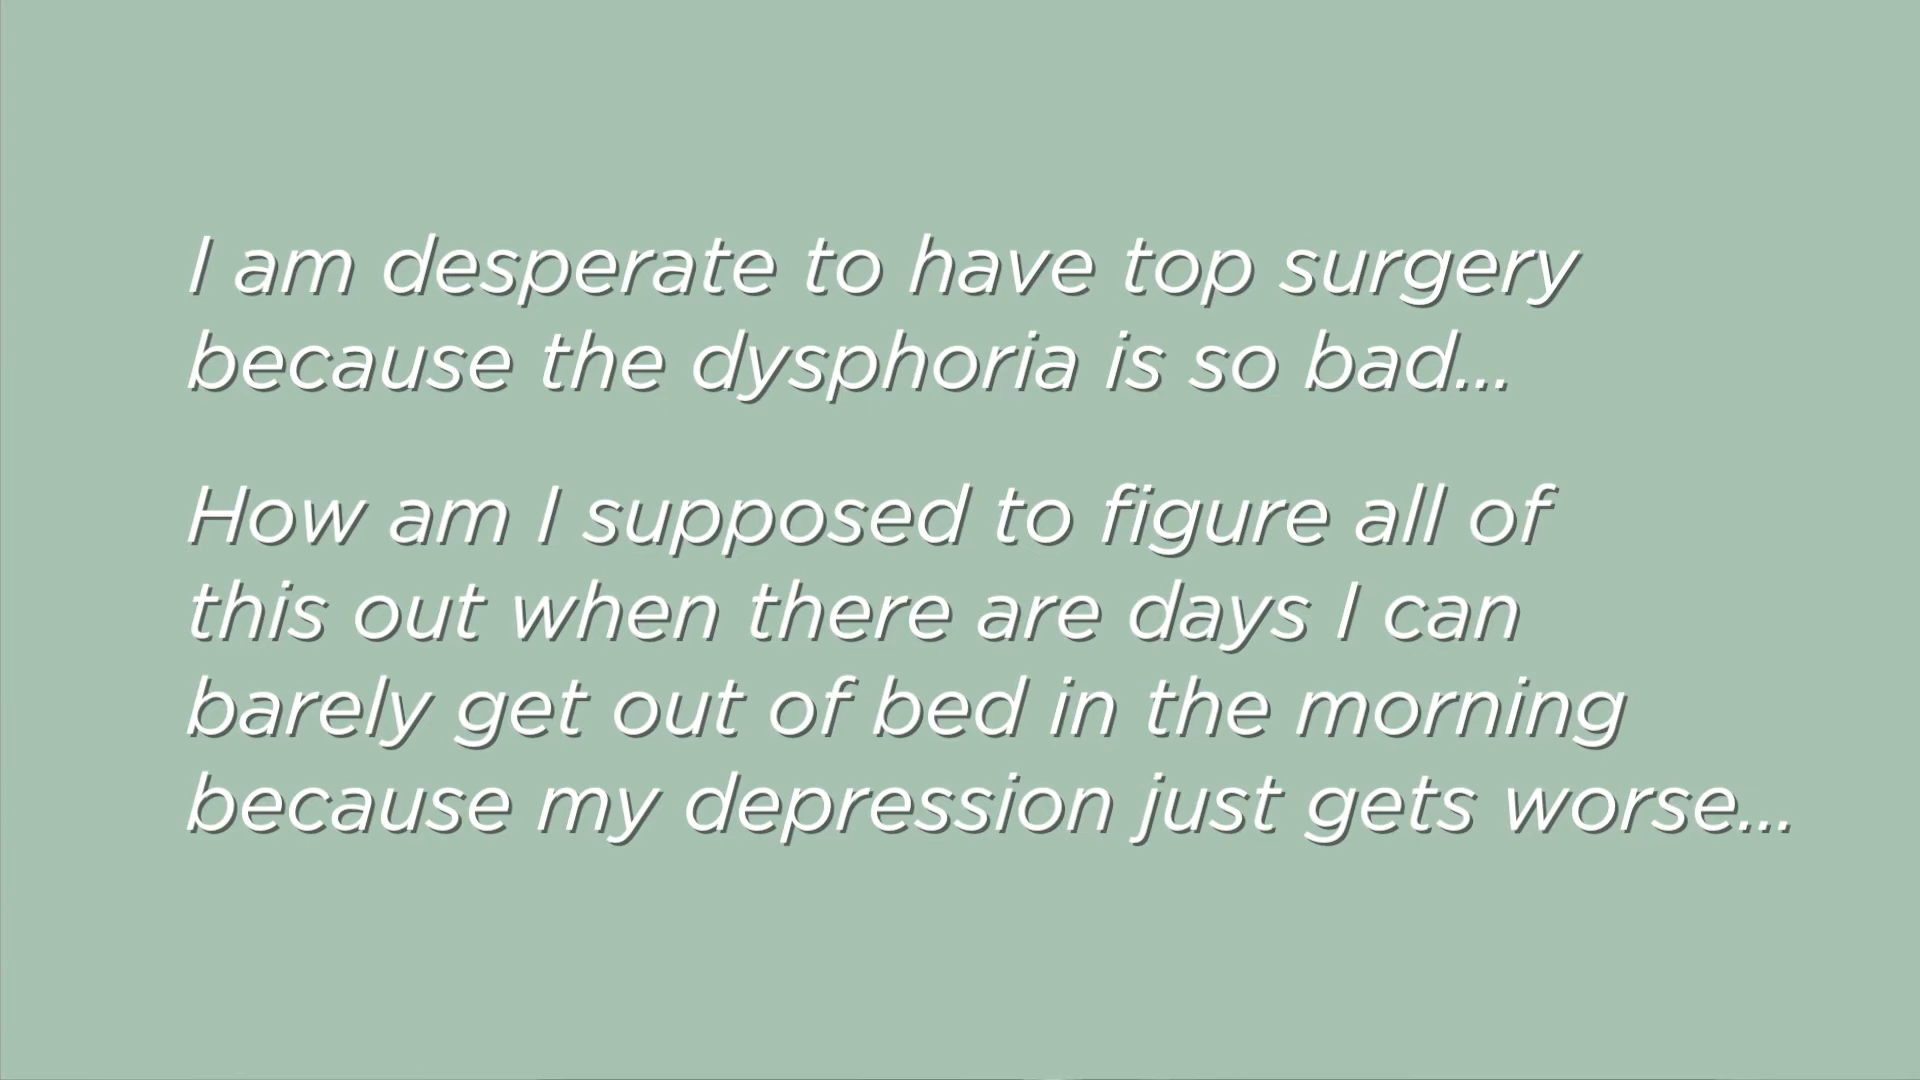 I am desperate to have top surgery
because the dysphoria is so bad...
How am I supposed to figure all of
this out when there are days I can
barely get out of bed in the morning
because my depression just gets worse...